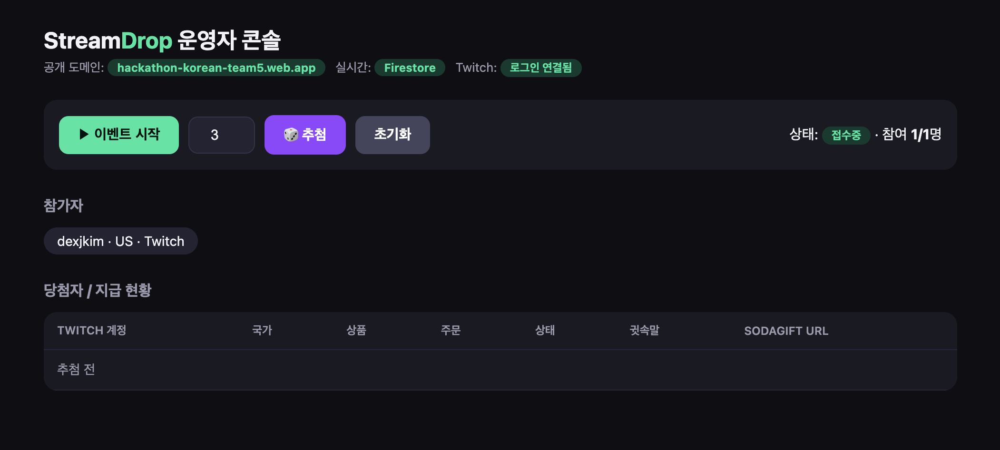 StreamDrop 운영자 콘솔
공개 도메인: hackathon-korean-team5.web.app 실시간: Firestore Twitch: 로그인 연결됨
▶ 이벤트 시작 3 🎲 추첨 초기화 상태: 접수중 · 참여 1/1명
참가자
dexjkim · US · Twitch
당첨자 / 지급 현황
TWITCH 계정 국가 상품 주문 상태 귓속말 SODAGIFT URL
추첨 전